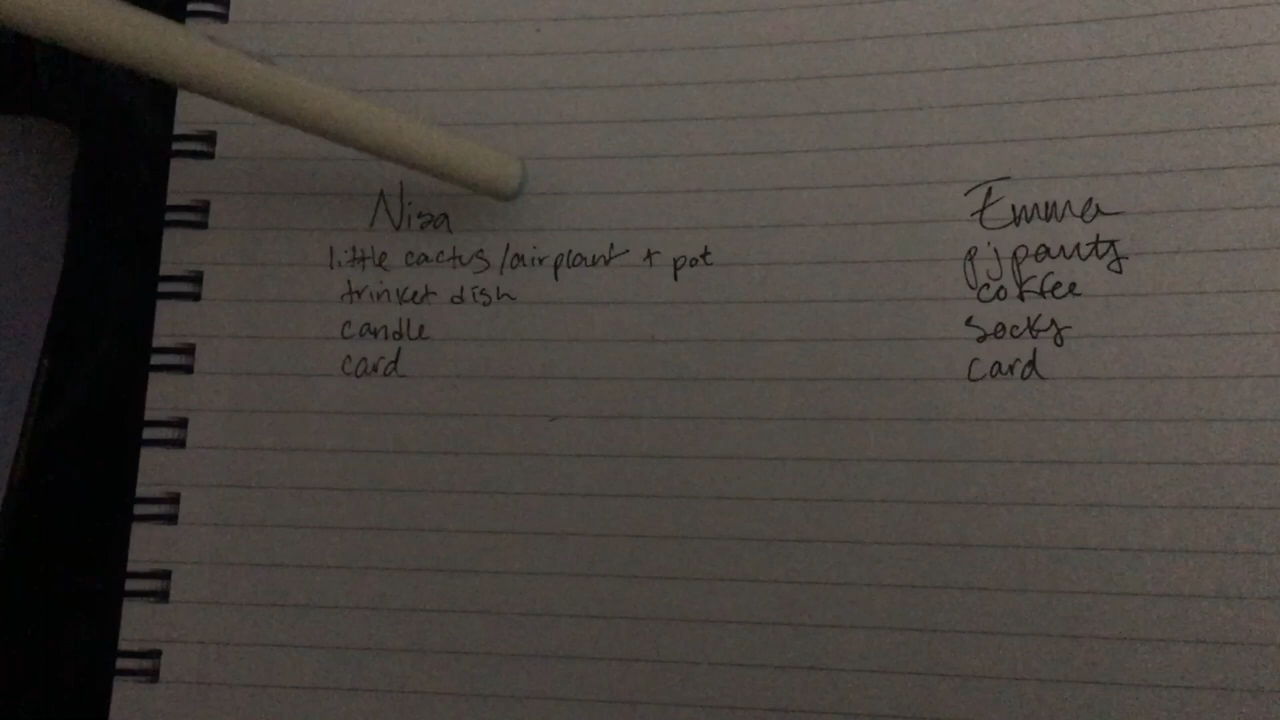 Nisa
little cactus/airplant + pot
trinket dish
candle
card
Emma
pj pants
coffee
socks
card